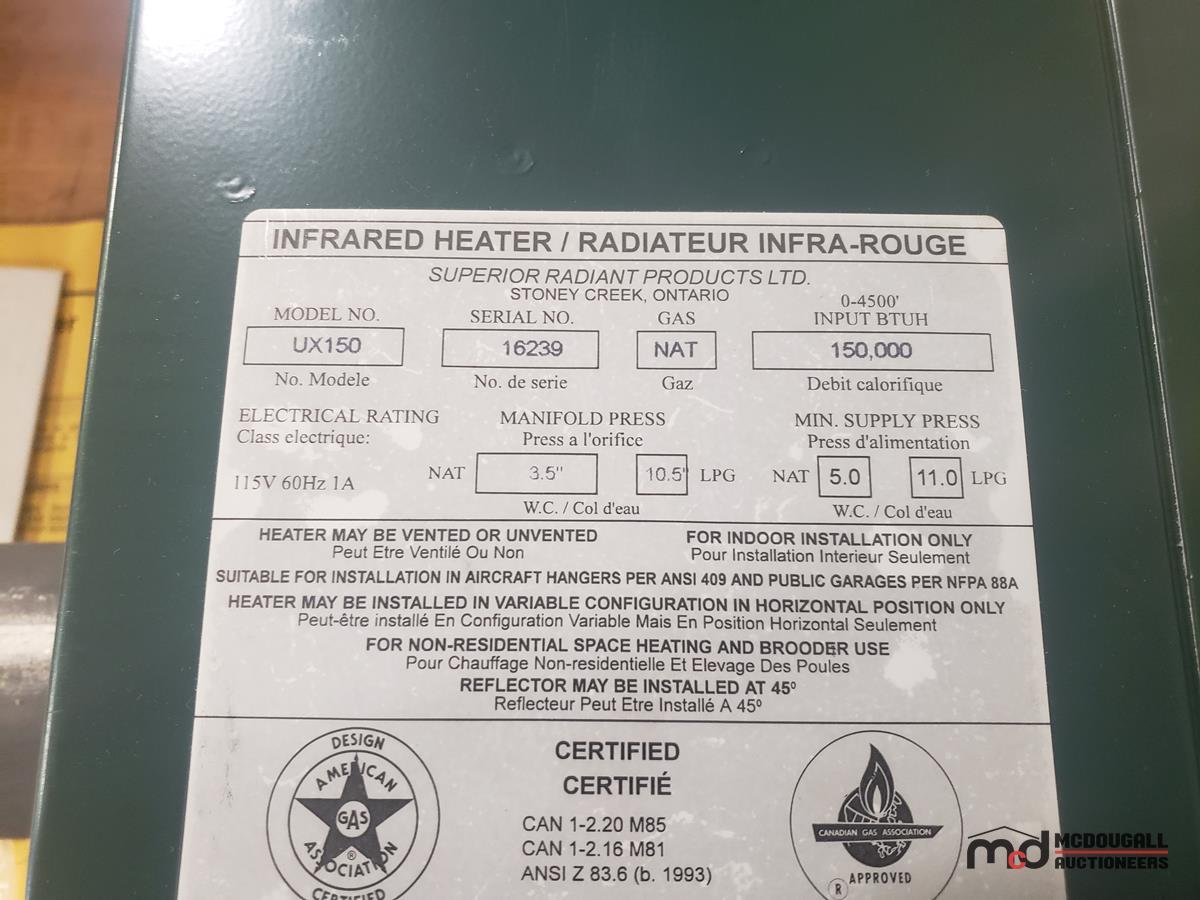 INFRARED HEATER / RADIATEUR INFRA-ROUGE
SUPERIOR RADIANT PRODUCTS LTD.
STONEY CREEK, ONTARIO
0-4500'
MODEL NO. SERIAL NO. GAS INPUT BTUH
UX150 16239 NAT 150,000
No. Modele No. de serie Gaz Debit calorifique
ELECTRICAL RATING MANIFOLD PRESS MIN. SUPPLY PRESS
Class electrique: Press a l'orifice Press d'alimentation
115V 60Hz 1A NAT 3.5" 10.5" LPG NAT 5.0 11.0 LPG
W.C. / Col d'eau W.C. / Col d'eau
HEATER MAY BE VENTED OR UNVENTED FOR INDOOR INSTALLATION ONLY
Peut Etre Ventilé Ou Non Pour Installation Interieur Seulement
SUITABLE FOR INSTALLATION IN AIRCRAFT HANGERS PER ANSI 409 AND PUBLIC GARAGES PER NFPA 88A
HEATER MAY BE INSTALLED IN VARIABLE CONFIGURATION IN HORIZONTAL POSITION ONLY
Peut-être installé En Configuration Variable Mais En Position Horizontal Seulement
FOR NON-RESIDENTIAL SPACE HEATING AND BROODER USE
Pour Chauffage Non-residentielle Et Elevage Des Poules
REFLECTOR MAY BE INSTALLED AT 45º
Reflecteur Peut Etre Installé A 45º
DESIGN
AMERICAN
GAS
®
ASSOCIATION
CERTIFIED
CERTIFIED
CERTIFIÉ
CAN 1-2.20 M85
CAN 1-2.16 M81
ANSI Z 83.6 (b. 1993)
CANADIAN GAS ASSOCIATION
® APPROVED
mcd MCDOUGALL
AUCTIONEERS